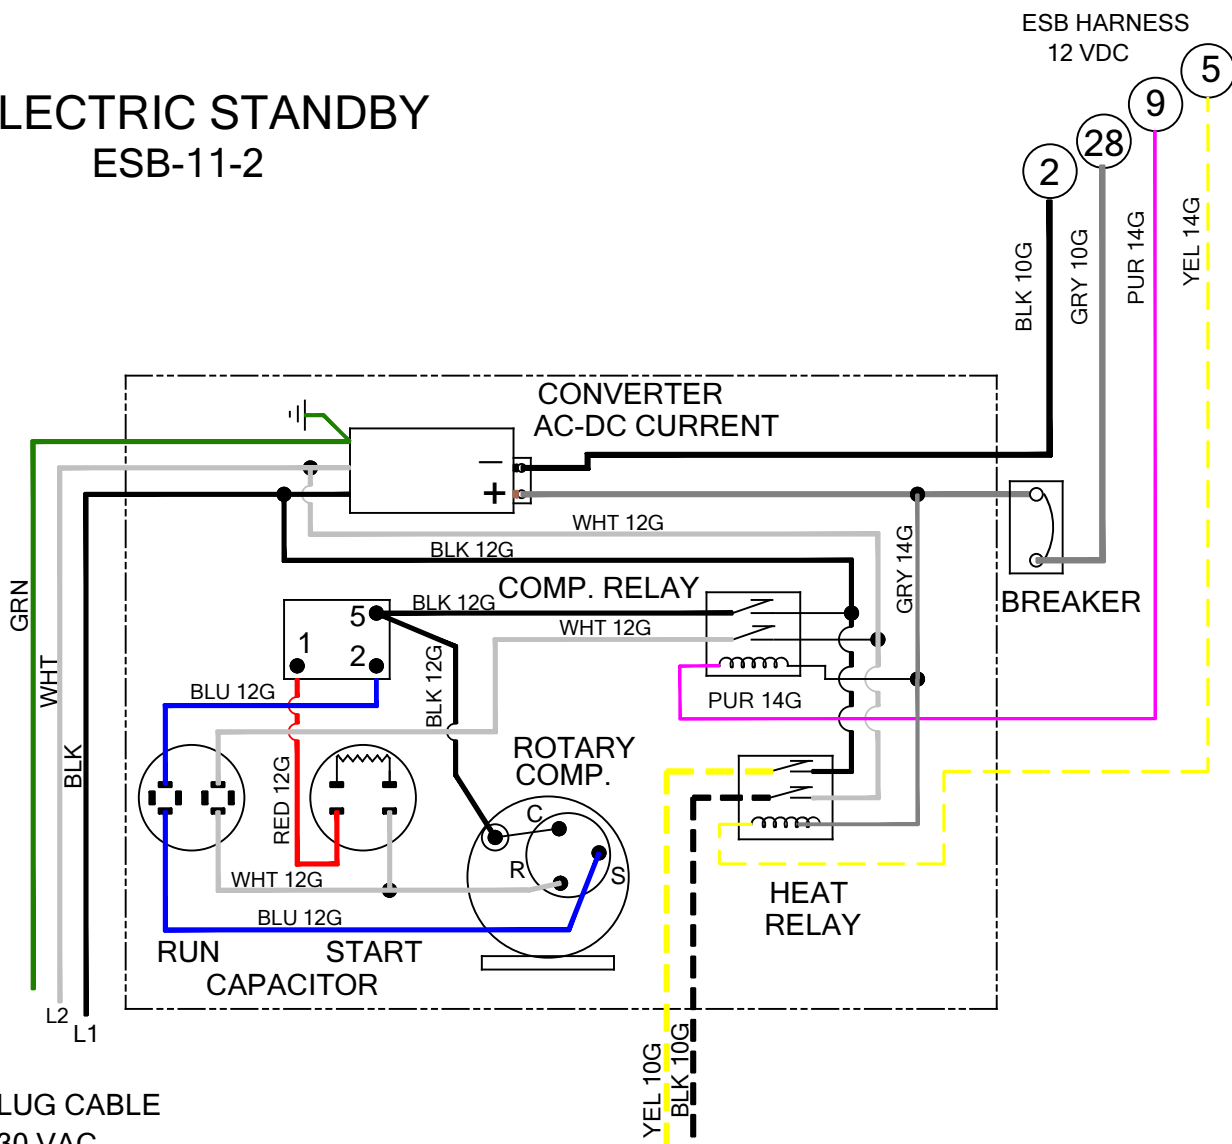 ESB HARNESS
12 VDC
5
9
28
2
LECTRIC STANDBY
ESB-11-2
BLK 10G
GRY 10G
PUR 14G
YEL 14G
CONVERTER
AC-DC CURRENT
–
+
WHT 12G
BLK 12G
GRY 14G
COMP. RELAY
BLK 12G
WHT 12G
BREAKER
GRN
WHT
BLK
5
1
2
BLU 12G
BLK 12G
PUR 14G
ROTARY
COMP.
RED 12G
C
R
S
WHT 12G
BLU 12G
HEAT
RELAY
RUN
START
CAPACITOR
L2
L1
YEL 10G
BLK 10G
LUG CABLE
30 VAC